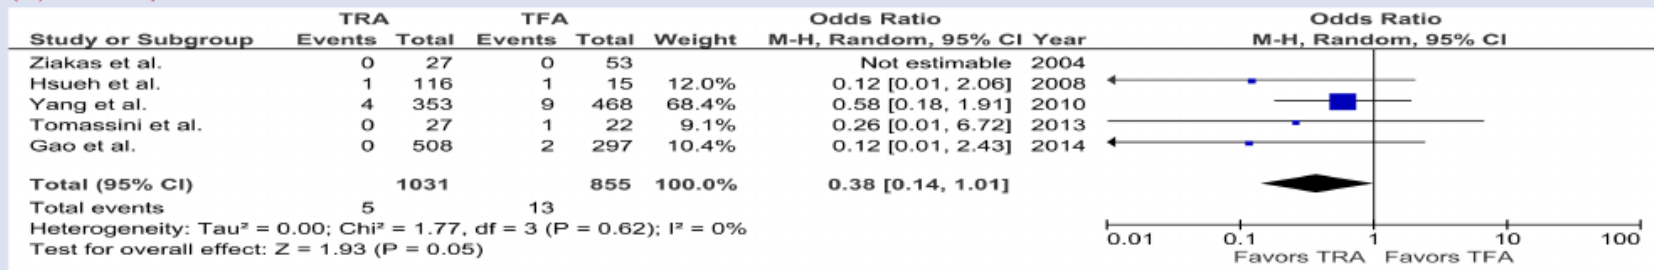 TRA TFA Odds Ratio Odds Ratio
Study or Subgroup Events Total Events Total Weight M-H, Random, 95% CI Year M-H, Random, 95% CI
Ziakas et al. 0 27 0 53 Not estimable 2004
Hsueh et al. 1 116 1 15 12.0% 0.12 [0.01, 2.06] 2008
Yang et al. 4 353 9 468 68.4% 0.58 [0.18, 1.91] 2010
Tomassini et al. 0 27 1 22 9.1% 0.26 [0.01, 6.72] 2013
Gao et al. 0 508 2 297 10.4% 0.12 [0.01, 2.43] 2014
Total (95% CI) 1031 855 100.0% 0.38 [0.14, 1.01]
Total events 5 13
Heterogeneity: Tau² = 0.00; Chi² = 1.77, df = 3 (P = 0.62); I² = 0%
Test for overall effect: Z = 1.93 (P = 0.05)
0.01 0.1 1 10 100
Favors TRA Favors TFA